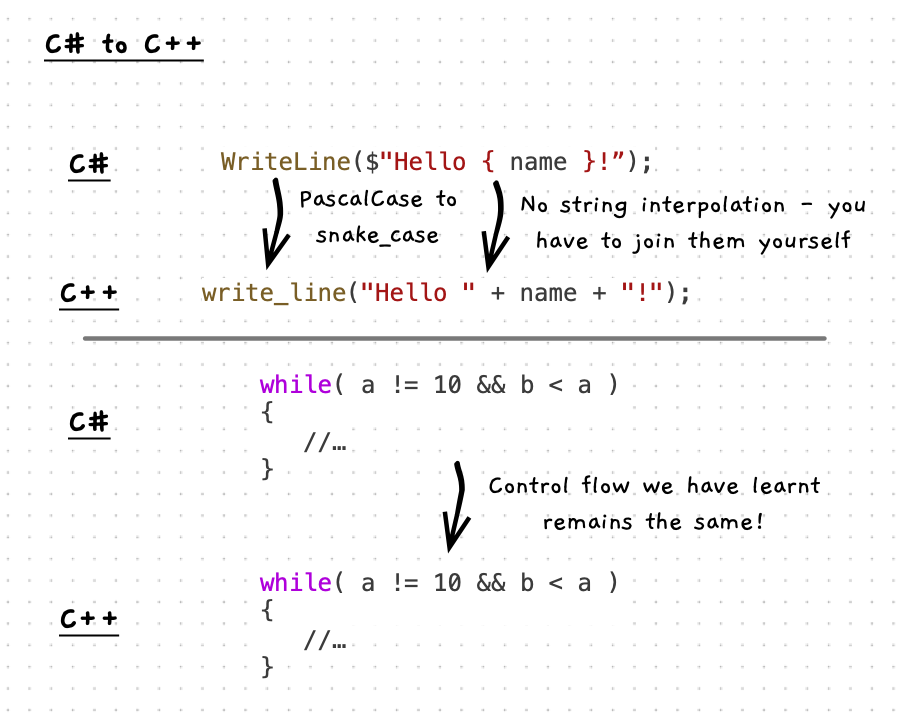 C# to C++
C#
WriteLine($"Hello { name }!”);
PascalCase to
snake_case
No string interpolation - you
have to join them yourself
C++
write_line("Hello " + name + "!");
C#
while( a != 10 && b < a )
{
//…
}
Control flow we have learnt
remains the same!
C++
while( a != 10 && b < a )
{
//…
}